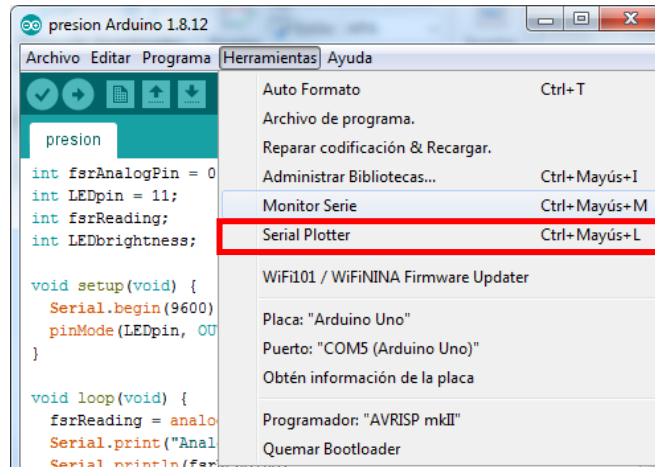 presion Arduino 1.8.12
Archivo Editar Programa Herramientas Ayuda
presion
int fsrAnalogPin = 0
int LEDpin = 11;
int fsrReading;
int LEDbrightness;
void setup(void) {
Serial.begin(9600)
pinMode(LEDpin, OU
}
void loop(void) {
fsrReading = analo
Serial.print("Anal
Auto Formato Ctrl+T
Archivo de programa.
Reparar codificación & Recargar.
Administrar Bibliotecas... Ctrl+Mayús+I
Monitor Serie Ctrl+Mayús+M
Serial Plotter Ctrl+Mayús+L
WiFi101 / WiFiNINA Firmware Updater
Placa: "Arduino Uno"
Puerto: "COM5 (Arduino Uno)"
Obtén información de la placa
Programador: "AVRISP mkII"
Quemar Bootloader